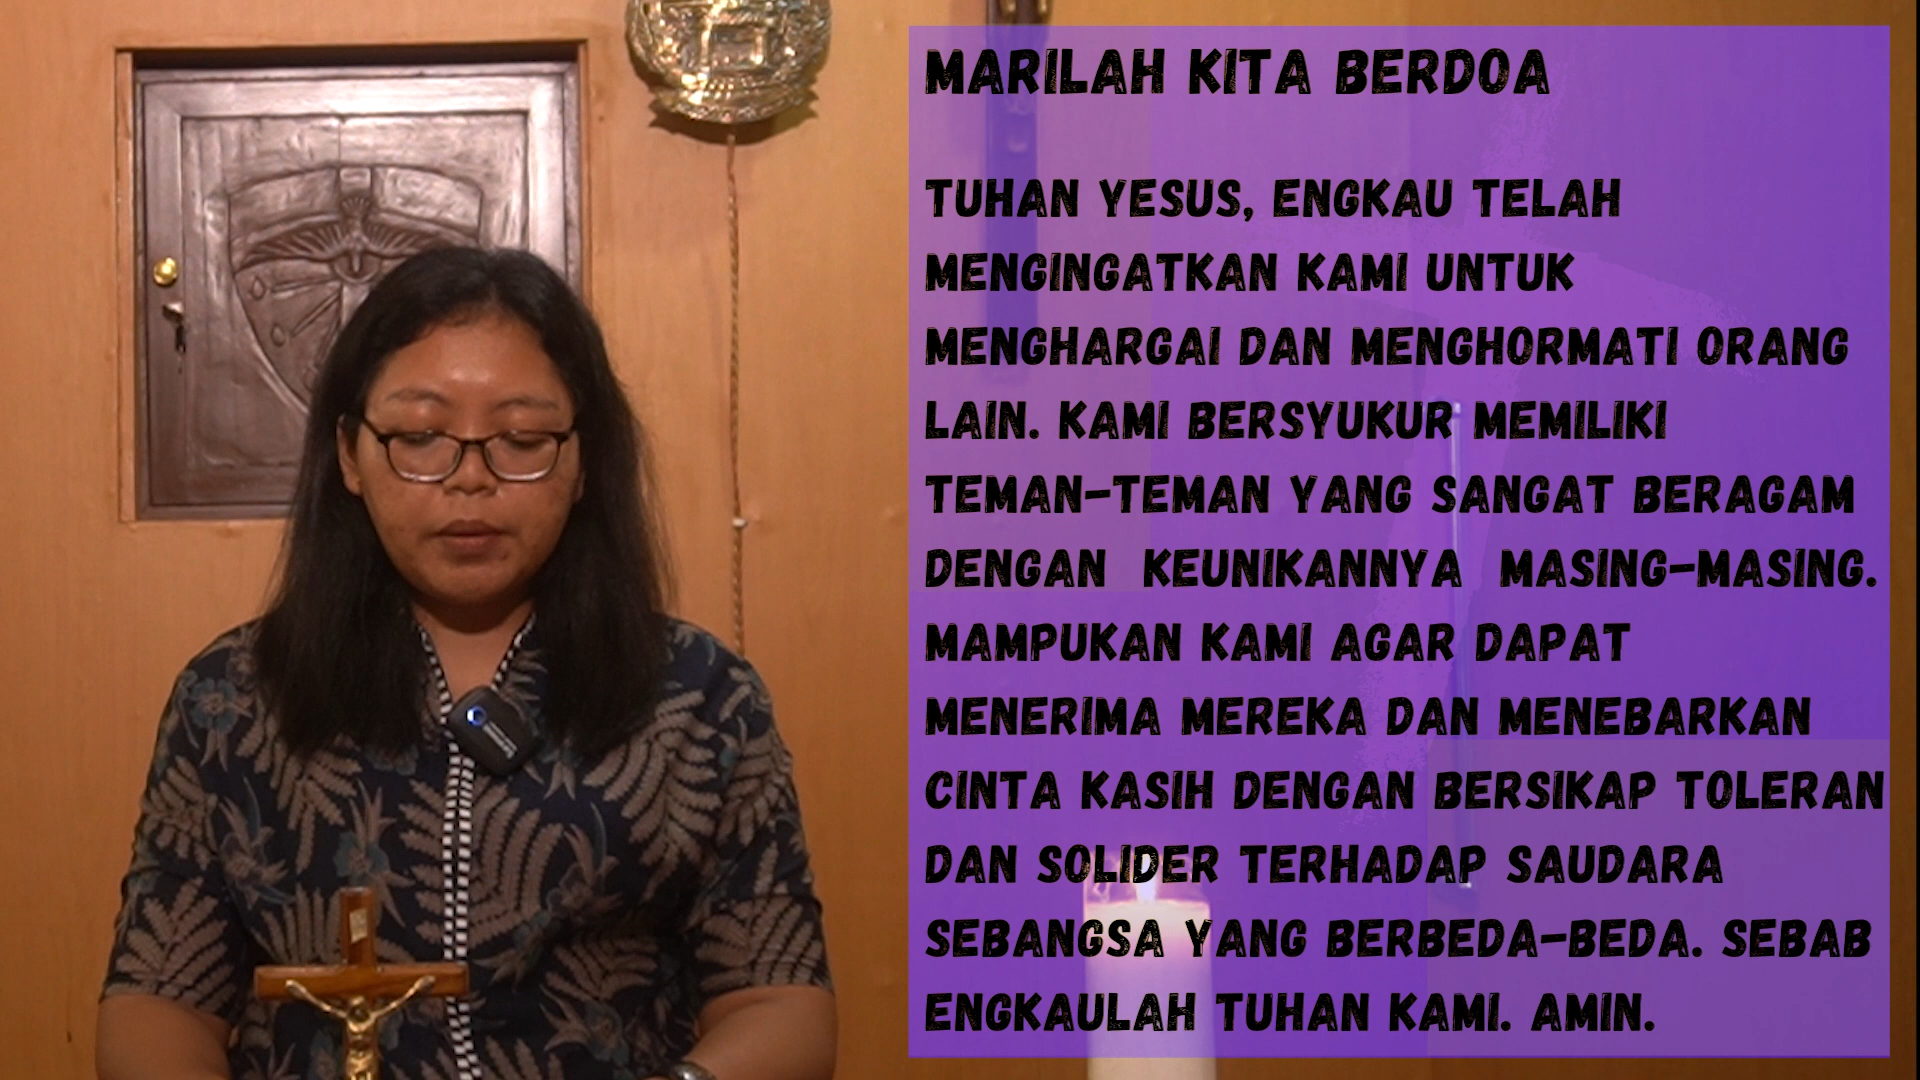 MARILAH KITA BERDOA
TUHAN YESUS, ENGKAU TELAH
MENGINGATKAN KAMI UNTUK
MENGHARGAI DAN MENGHORMATI ORANG
LAIN. KAMI BERSYUKUR MEMILIKI
TEMAN-TEMAN YANG SANGAT BERAGAM
DENGAN KEUNIKANNYA MASING-MASING.
MAMPUKAN KAMI AGAR DAPAT
MENERIMA MEREKA DAN MENEBARKAN
CINTA KASIH DENGAN BERSIKAP TOLERAN
DAN SOLIDER TERHADAP SAUDARA
SEBANGSA YANG BERBEDA-BEDA. SEBAB
ENGKAULAH TUHAN KAMI. AMIN.